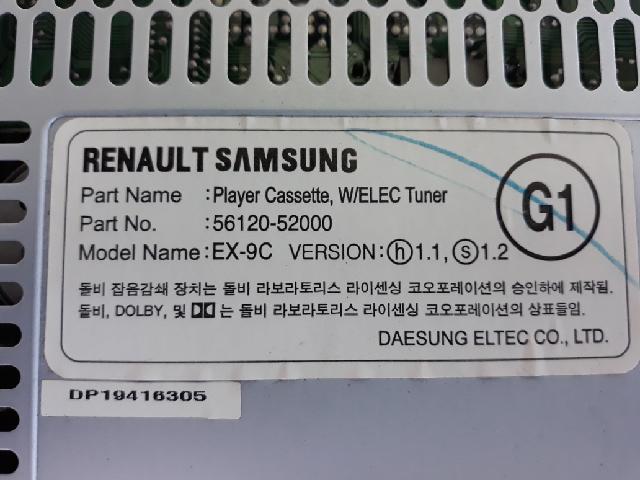 RENAULT SAMSUNG
Part Name : Player Cassette, W/ELEC Tuner
Part No. : 56120-52000
G1
Model Name : EX-9C VERSION : ⓗ1.1, ⓢ1.2
돌비 잡음감쇄 장치는 돌비 라보라토리스 라이센싱 코오포레이션의 승인하에 제작됨.
돌비, DOLBY, 및 는 돌비 라보라토리스 라이센싱 코오포레이션의 상표들임.
DAESUNG ELTEC CO., LTD.
DP19416305